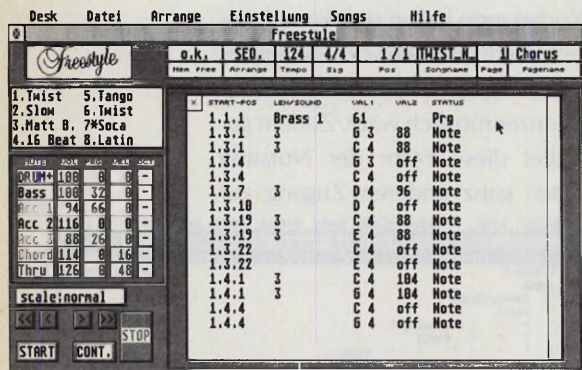 Desk Datei Arrange Einstellung Songs Hilfe
Freestyle
Freestyle
o.k. SEQ. 124 4/4 1/1 TWIST_N_ 1 Chorus
Mem free Arrange Tempo Sig Pos Songname Page Pagename
1.Twist 5.Tango
2.Slow 6.Twist
3.Matt B. 7*Soca
4.16 Beat 8.Latin
MUTE VOL REG OCT
DRUM+ 100 0 0 -
Bass 100 32 0 -
Acc 1 94 66 0 -
Acc 2 116 0 0 -
Acc 3 88 26 0 -
Chord 114 0 16 -
Thru 126 0 48 -
scale:normal
<< < > >> STOP
START CONT.
× START-POS LEN/SOUND VAL1 VAL2 STATUS
1.1.1 Brass 1 61 Prg
1.3.1 3 G 3 88 Note
1.3.1 3 C 4 88 Note
1.3.4 C 4 off Note
1.3.4 G 3 off Note
1.3.7 3 D 4 96 Note
1.3.10 D 4 off Note
1.3.19 3 C 4 88 Note
1.3.19 3 E 4 88 Note
1.3.22 C 4 off Note
1.3.22 E 4 off Note
1.4.1 3 C 4 104 Note
1.4.1 3 G 4 104 Note
1.4.4 C 4 off Note
1.4.4 G 4 off Note